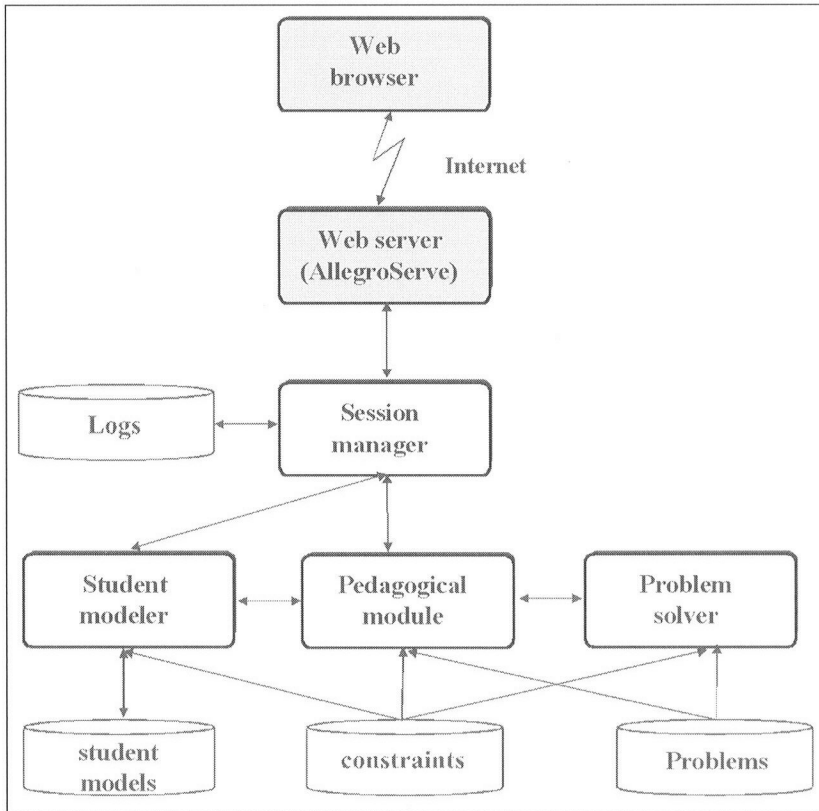 Web
browser
Internet
Web server
(AllegroServe)
Logs
Session
manager
Student
modeler
Pedagogical
module
Problem
solver
student
models
constraints
Problems